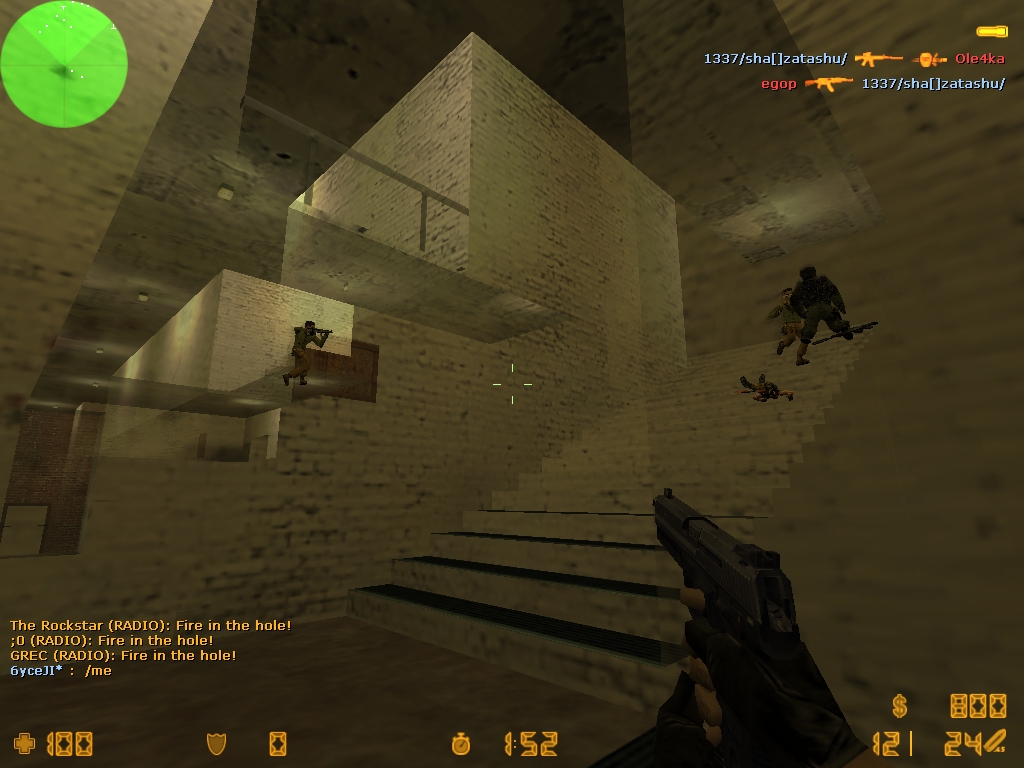 1337/sha[]zatashu/ Ole4ka
egop 1337/sha[]zatashu/
The Rockstar (RADIO): Fire in the hole!
;0 (RADIO): Fire in the hole!
GREC (RADIO): Fire in the hole!
6yceJI* : /me
$ 800
100 0 1:52 12| 24